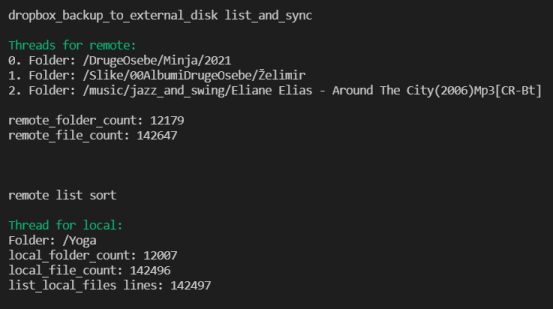 dropbox_backup_to_external_disk list_and_sync
Threads for remote:
0. Folder: /DrugeOsebe/Minja/2021
1. Folder: /Slike/00AlbumiDrugeOsebe/Želimir
2. Folder: /music/jazz_and_swing/Eliane Elias - Around The City(2006)Mp3[CR-Bt]
remote_folder_count: 12179
remote_file_count: 142647
remote list sort
Thread for local:
Folder: /Yoga
local_folder_count: 12007
local_file_count: 142496
list_local_files lines: 142497